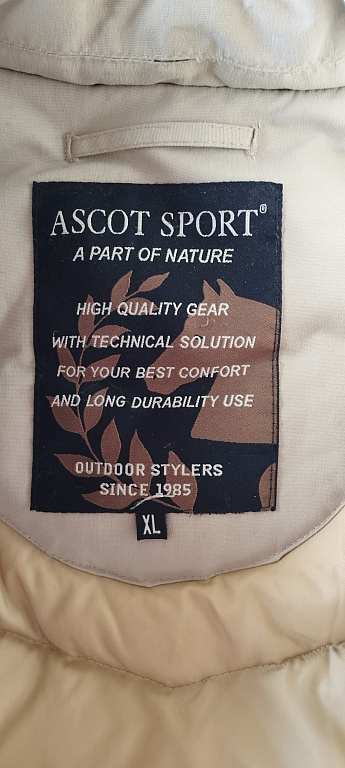 ASCOT SPORT®
A PART OF NATURE
HIGH QUALITY GEAR
WITH TECHNICAL SOLUTION
FOR YOUR BEST CONFORT
AND LONG DURABILITY USE
OUTDOOR STYLERS
SINCE 1985
XL